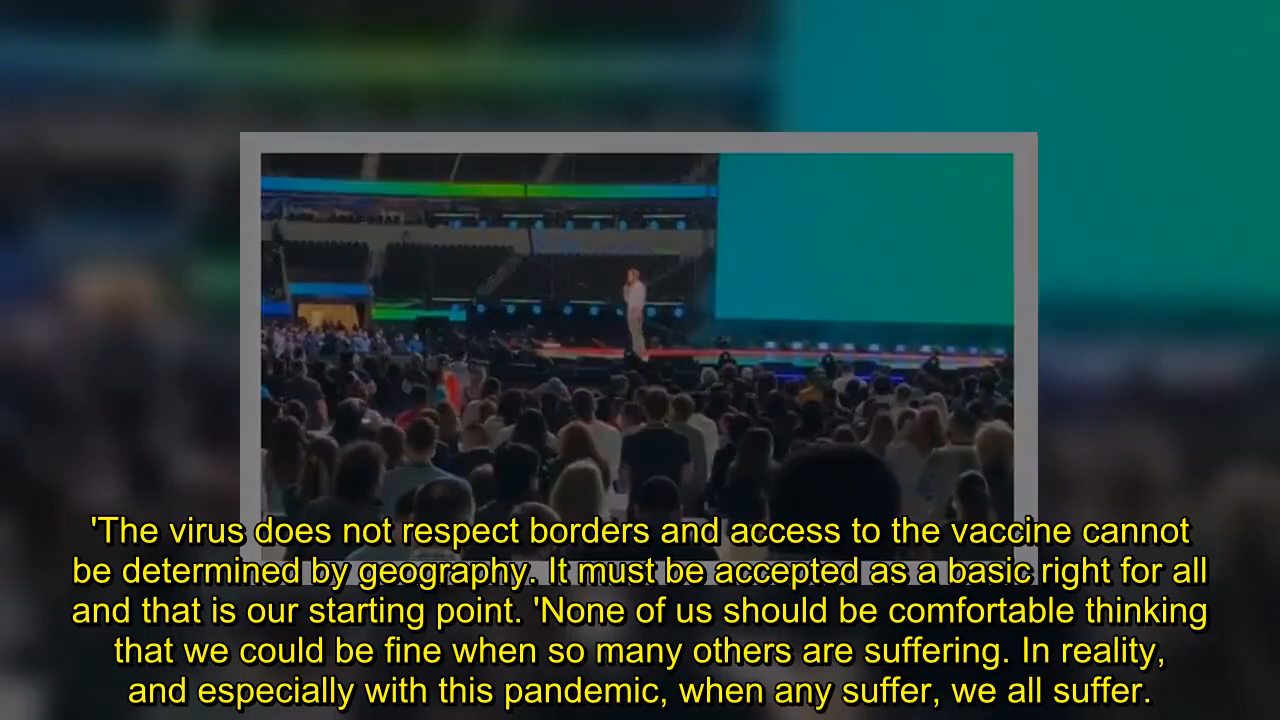 'The virus does not respect borders and access to the vaccine cannot
be determined by geography. It must be accepted as a basic right for all
and that is our starting point. 'None of us should be comfortable thinking
that we could be fine when so many others are suffering. In reality,
and especially with this pandemic, when any suffer, we all suffer.